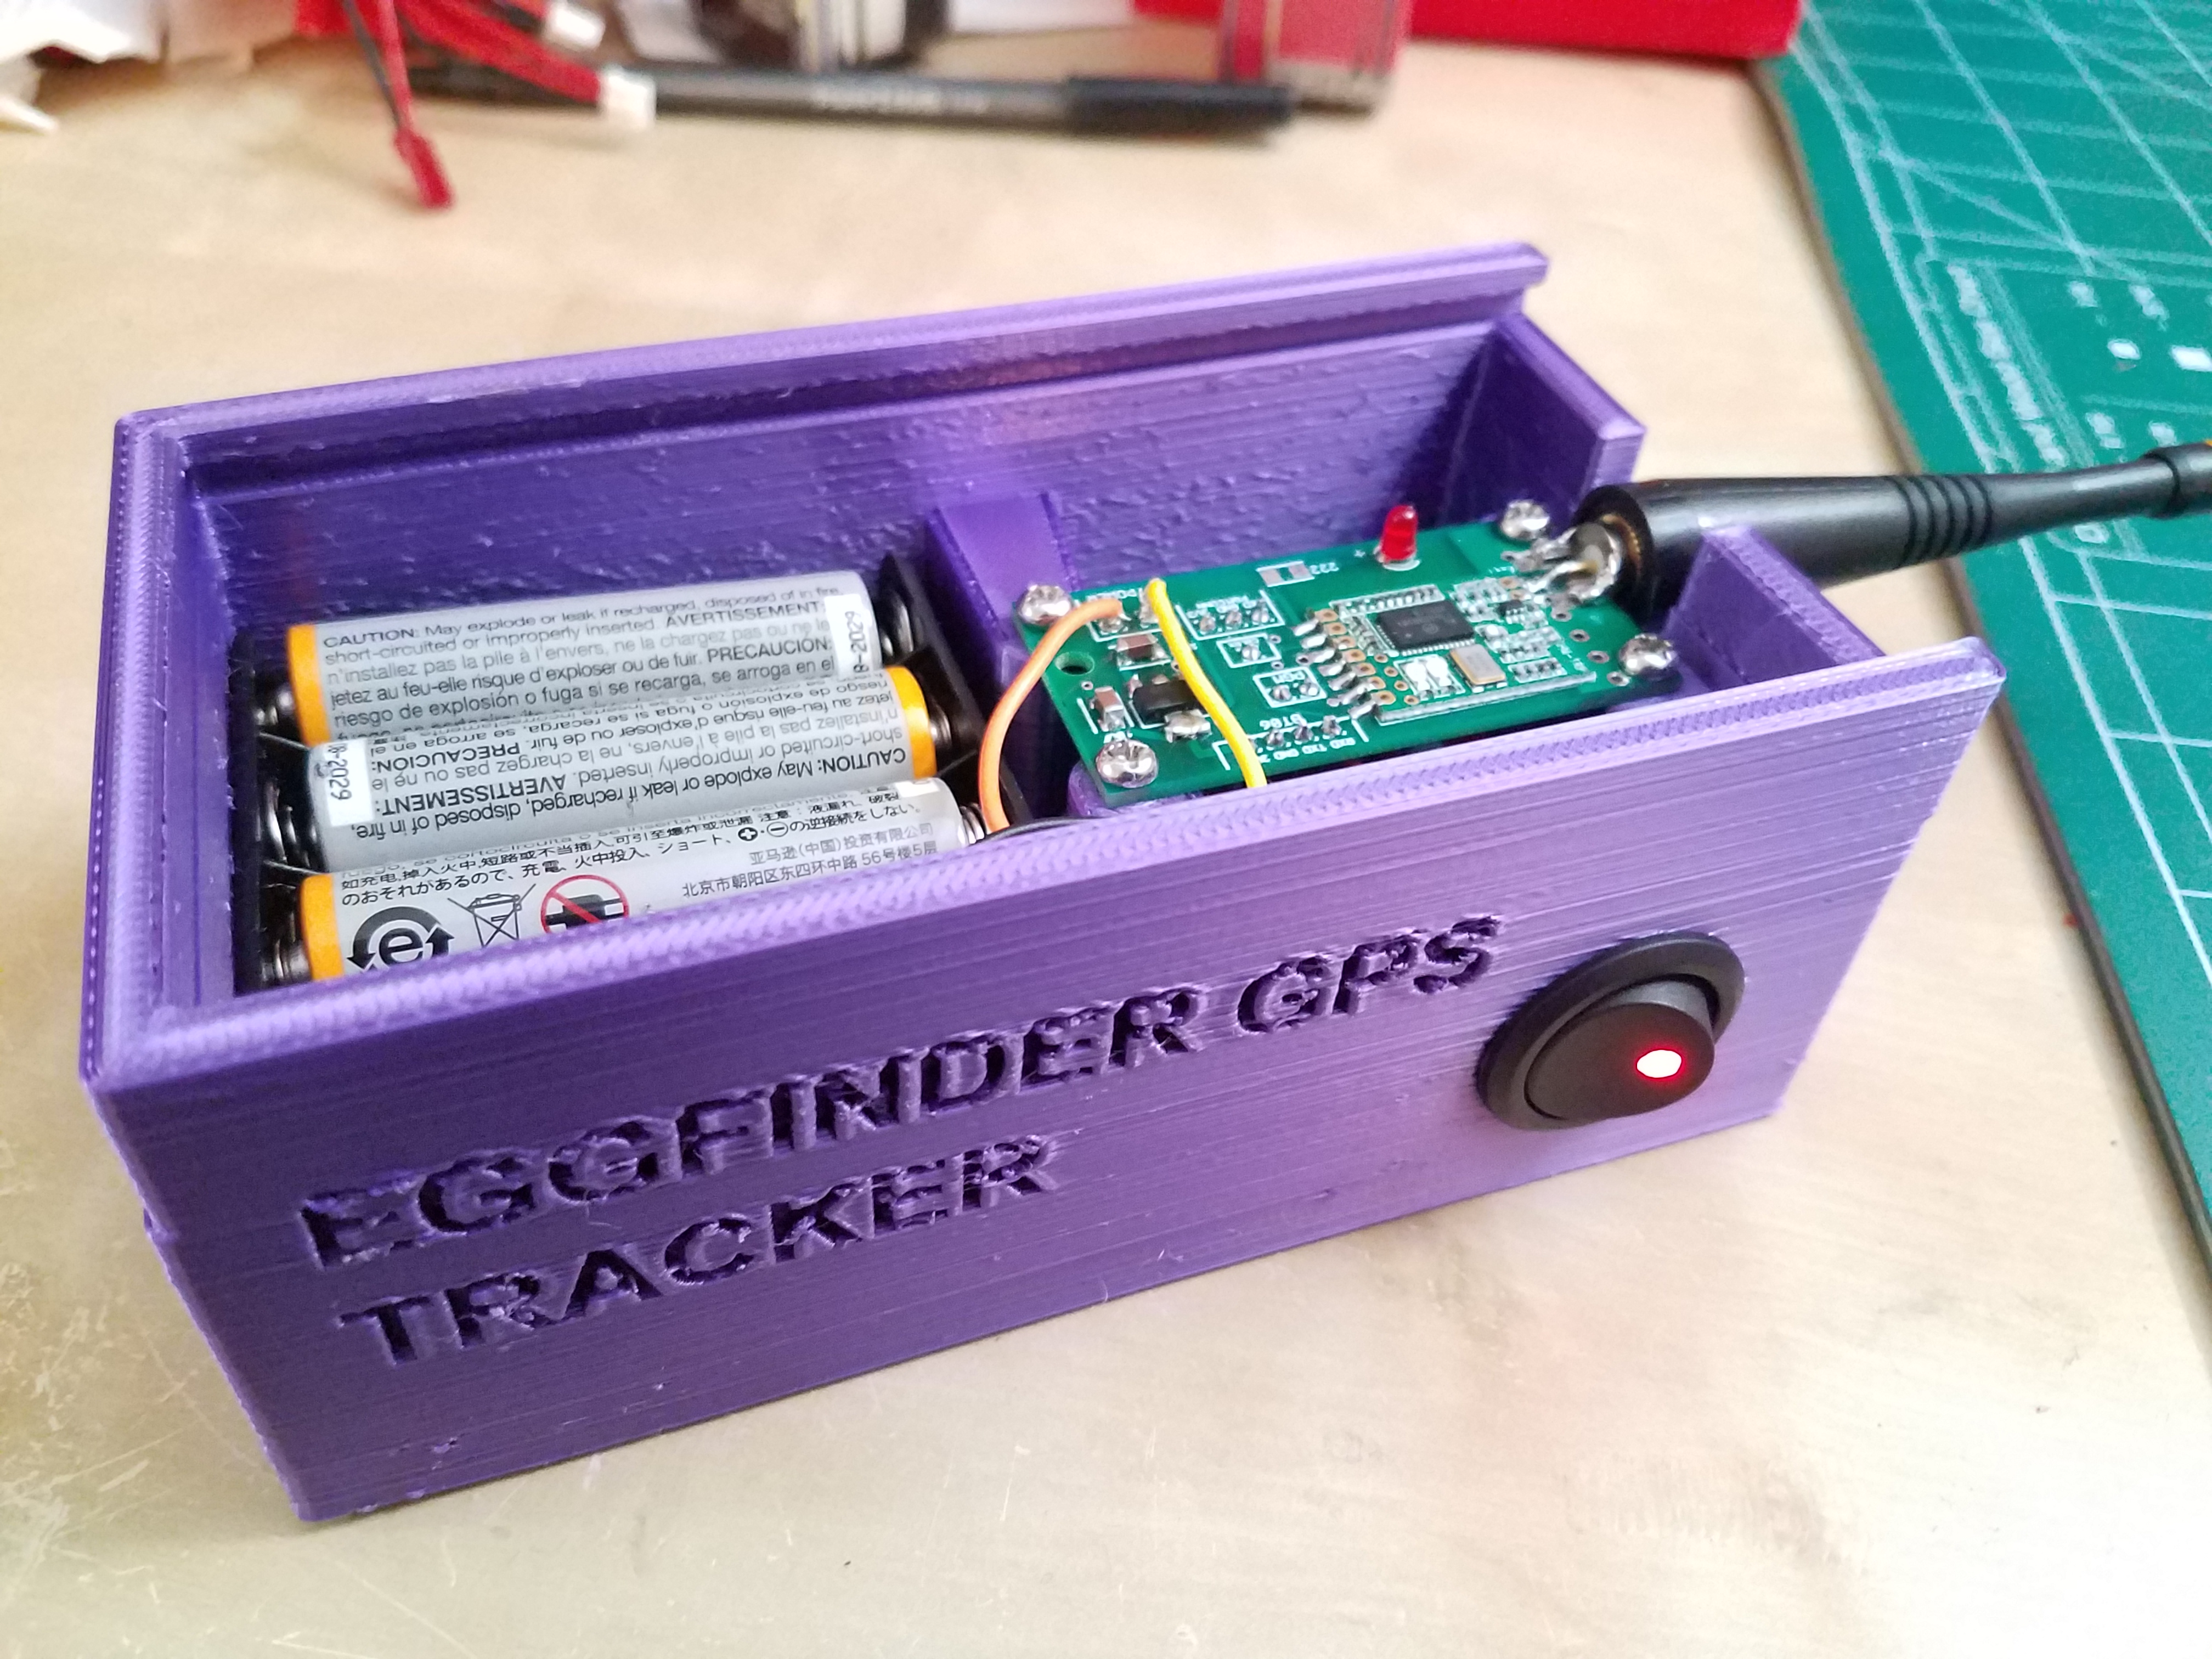 CAUTION: May explode or leak if recharged, disposed of in fire,
short-circuited or improperly inserted. AVERTISSEMENT:
n'installez pas la pile à l'envers, ne la chargez pas ou ne le
jetez au feu-elle risque d'exploser ou de fuir. PRECAUCION:
riesgo de explosión o fuga si se recarga, se arroga en el
8-2029
riesgo de explosión o fuga si se recarga, se arroga en el
jetez au feu-elle risque d'exploser ou de fuir. PRECAUCION:
n'installez pas la pile à l'envers, ne la chargez pas ou ne le
short-circuited or improperly inserted. AVERTISSEMENT:
CAUTION: May explode or leak if recharged, disposed of in fire,
8-2029
如充电,掉入火中,短路或不当插入,可引至爆炸或泄漏 注意:液漏れ、破裂
のおそれがあるので、充電、火中投入、ショート、⊕・⊖の逆接続をしない。
亚马逊(中国)投资有限公司
北京市朝阳区东四环中路 56号楼5层
e
222
BT06
RXD TXD GND
EGGFINDER GPS
TRACKER